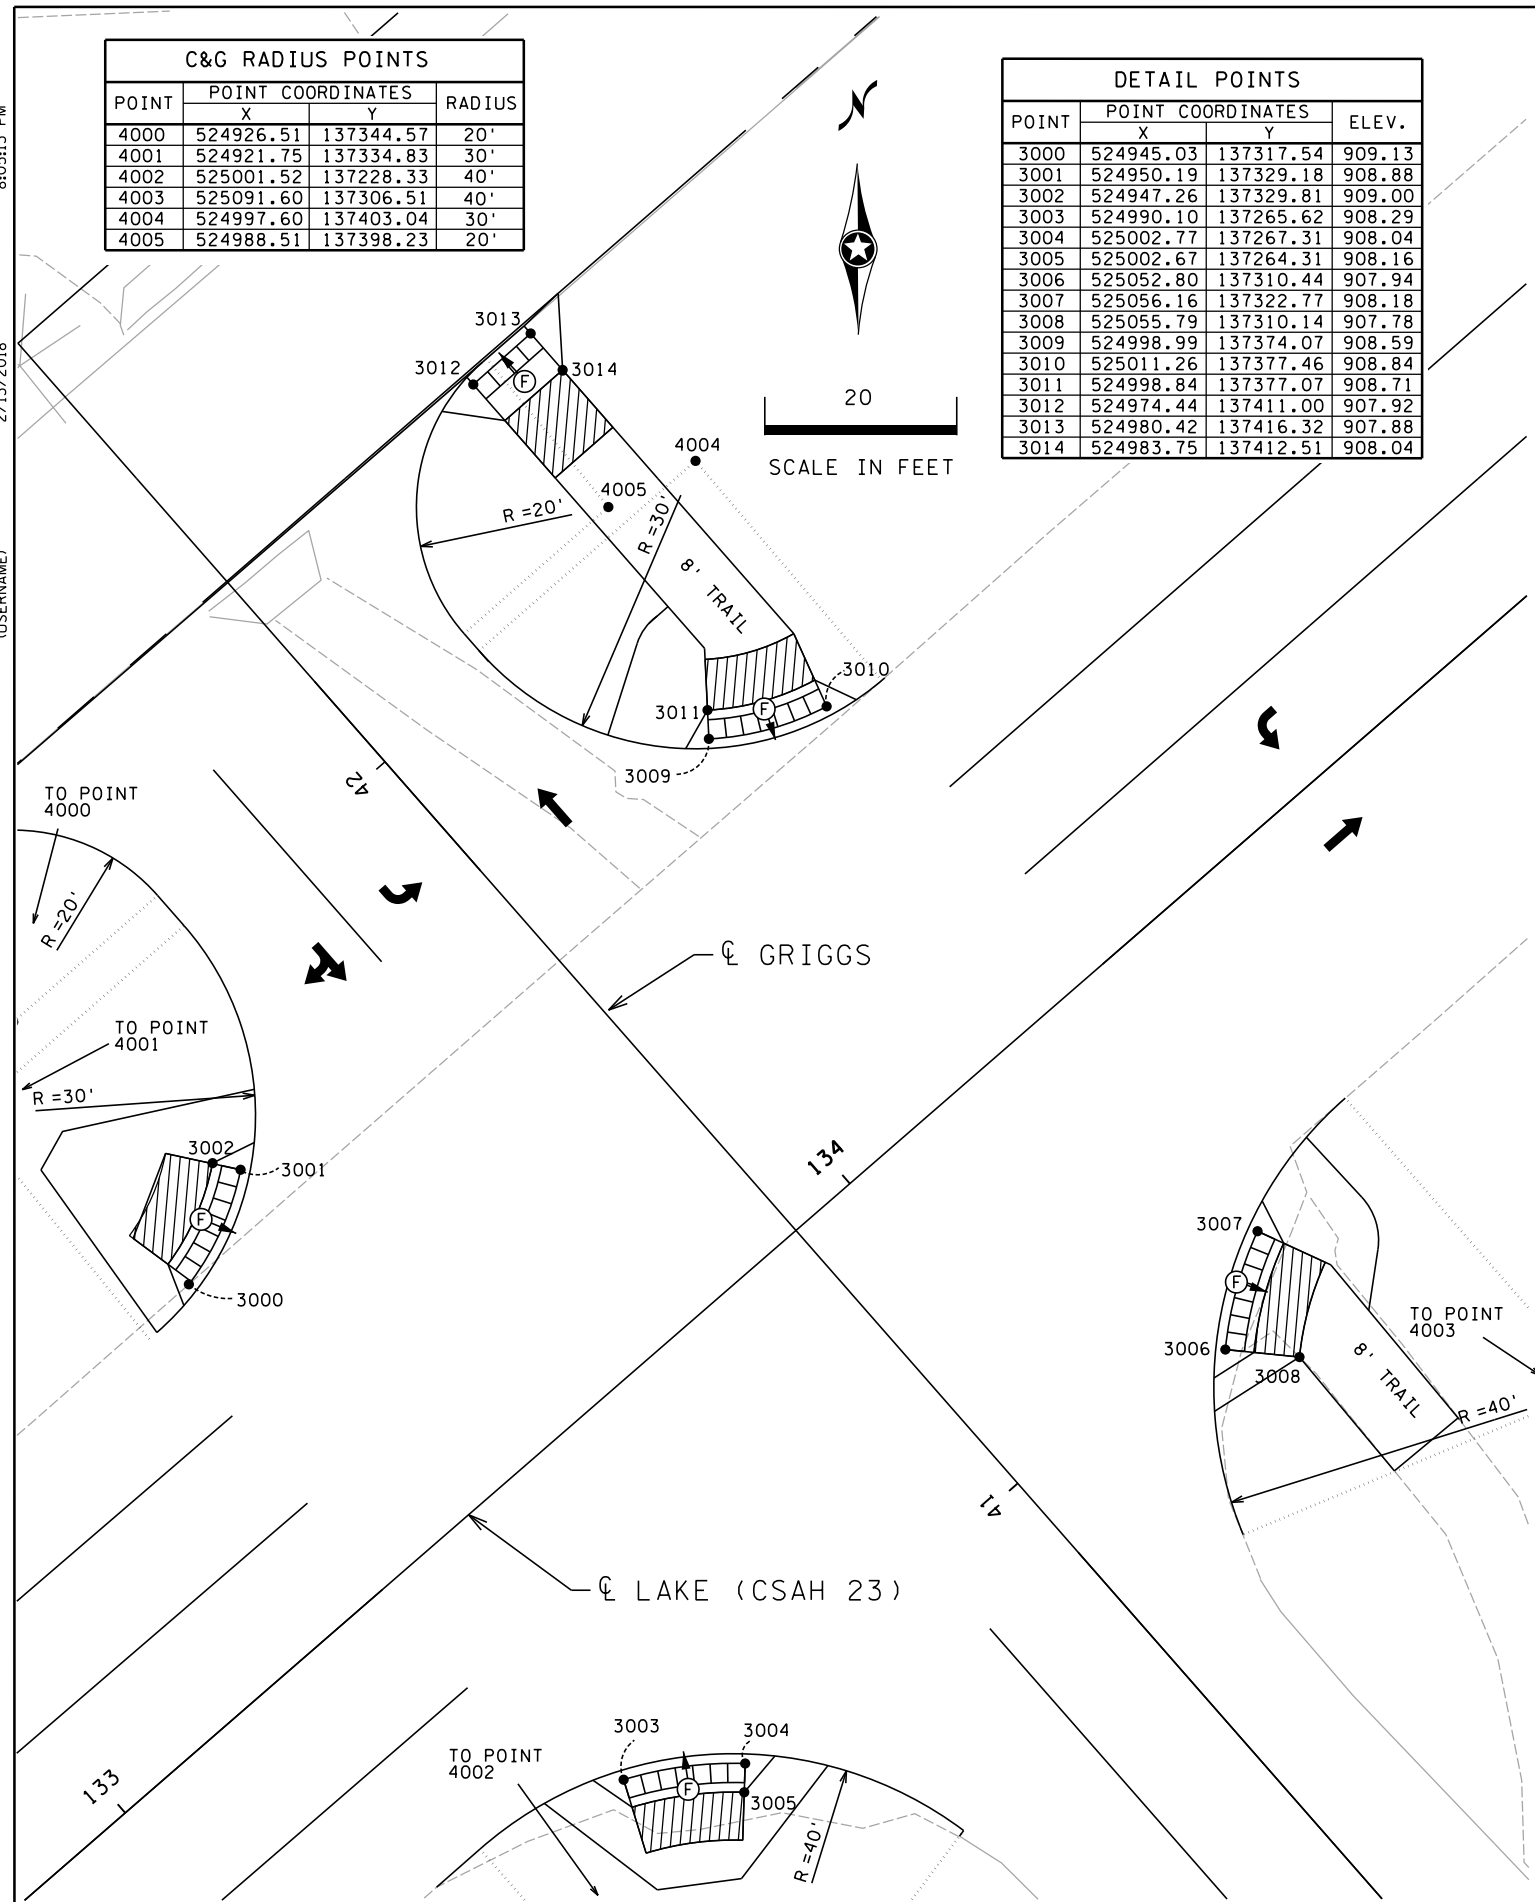 C&G RADIUS POINTS
POINT POINT COORDINATES RADIUS
X Y
4000 524926.51 137344.57 20'
4001 524921.75 137334.83 30'
4002 525001.52 137228.33 40'
4003 525091.60 137306.51 40'
4004 524997.60 137403.04 30'
4005 524988.51 137398.23 20'
DETAIL POINTS
POINT POINT COORDINATES ELEV.
X Y
3000 524945.03 137317.54 909.13
3001 524950.19 137329.18 908.88
3002 524947.26 137329.81 909.00
3003 524990.10 137265.62 908.29
3004 525002.77 137267.31 908.04
3005 525002.67 137264.31 908.16
3006 525052.80 137310.44 907.94
3007 525056.16 137322.77 908.18
3008 525055.79 137310.14 907.78
3009 524998.99 137374.07 908.59
3010 525011.26 137377.46 908.84
3011 524998.84 137377.07 908.71
3012 524974.44 137411.00 907.92
3013 524980.42 137416.32 907.88
3014 524983.75 137412.51 908.04
N
20
SCALE IN FEET
2/15/2018
(USERNAME)
3013
3012
3014
F
4004
4005
R =20'
R =30'
8' TRAIL
3010
3011
F
3009
42
TO POINT
4000
R =20'
TO POINT
4001
R =30'
3002
3001
F
3000
℄ GRIGGS
134
3007
F
3006
3008
TO POINT
4003
8' TRAIL
R =40'
41
℄ LAKE (CSAH 23)
133
3003
3004
TO POINT
4002
F
3005
R =40'